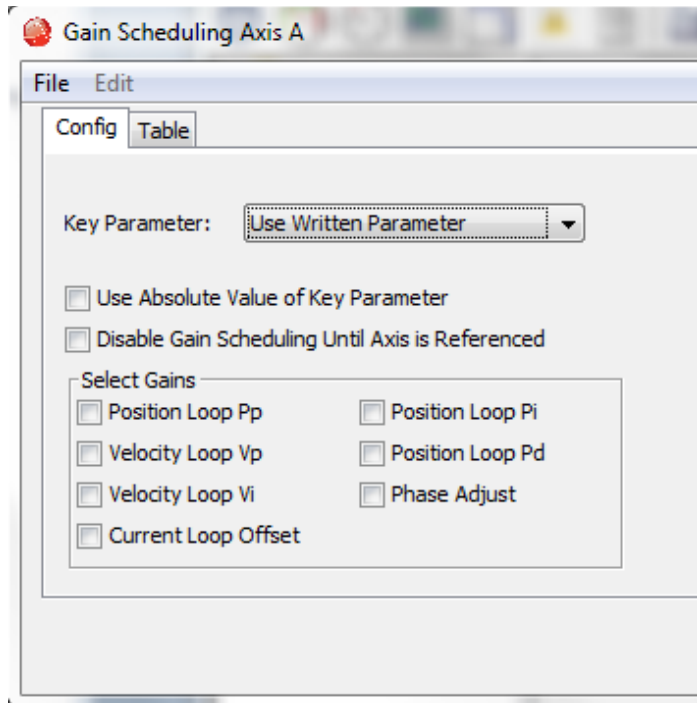 Gain Scheduling Axis A
File Edit
Config Table
Key Parameter: Use Written Parameter
Use Absolute Value of Key Parameter
Disable Gain Scheduling Until Axis is Referenced
Select Gains
Position Loop Pp Position Loop Pi
Velocity Loop Vp Position Loop Pd
Velocity Loop Vi Phase Adjust
Current Loop Offset